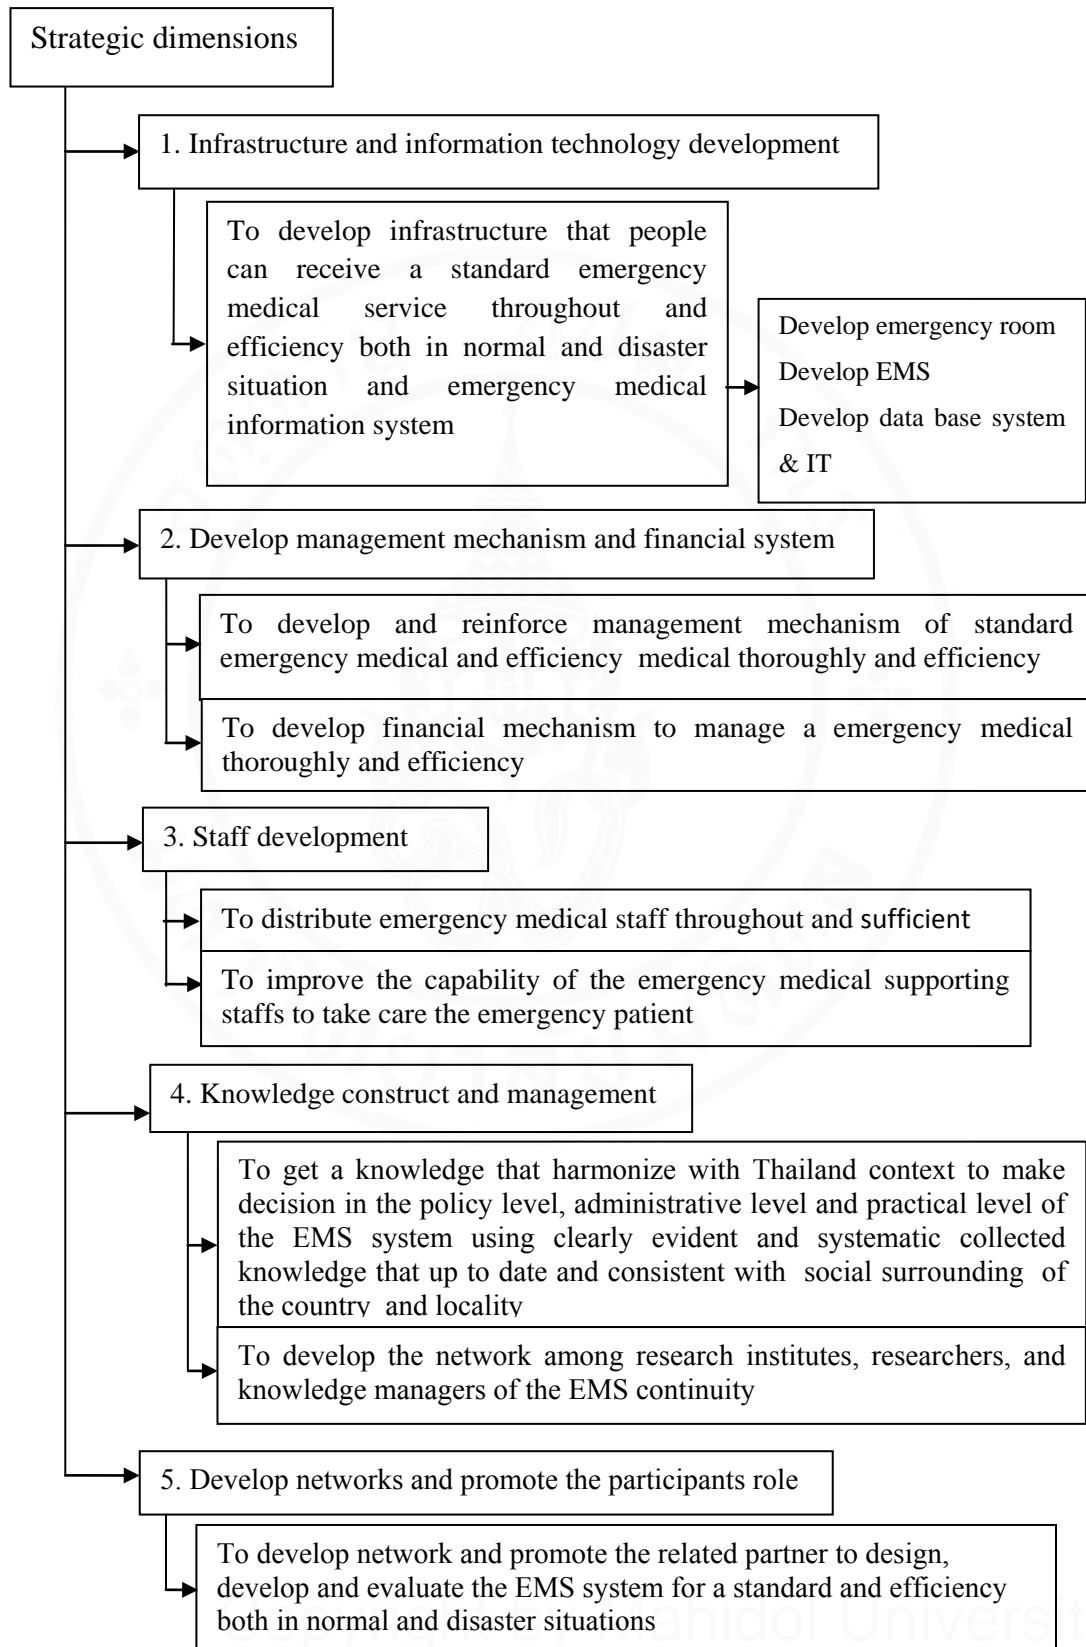 Strategic dimensions
1. Infrastructure and information technology development
To develop infrastructure that people
can receive a standard emergency
medical service throughout and
efficiency both in normal and disaster
situation and emergency medical
information system
Develop emergency room
Develop EMS
Develop data base system
& IT
2. Develop management mechanism and financial system
To develop and reinforce management mechanism of standard
emergency medical and efficiency medical thoroughly and efficiency
To develop financial mechanism to manage a emergency medical
thoroughly and efficiency
3. Staff development
To distribute emergency medical staff throughout and sufficient
To improve the capability of the emergency medical supporting
staffs to take care the emergency patient
4. Knowledge construct and management
To get a knowledge that harmonize with Thailand context to make
decision in the policy level, administrative level and practical level of
the EMS system using clearly evident and systematic collected
knowledge that up to date and consistent with social surrounding of
the country and locality
To develop the network among research institutes, researchers, and
knowledge managers of the EMS continuity
5. Develop networks and promote the participants role
To develop network and promote the related partner to design,
develop and evaluate the EMS system for a standard and efficiency
both in normal and disaster situations
Copyright by Mahidol Universit